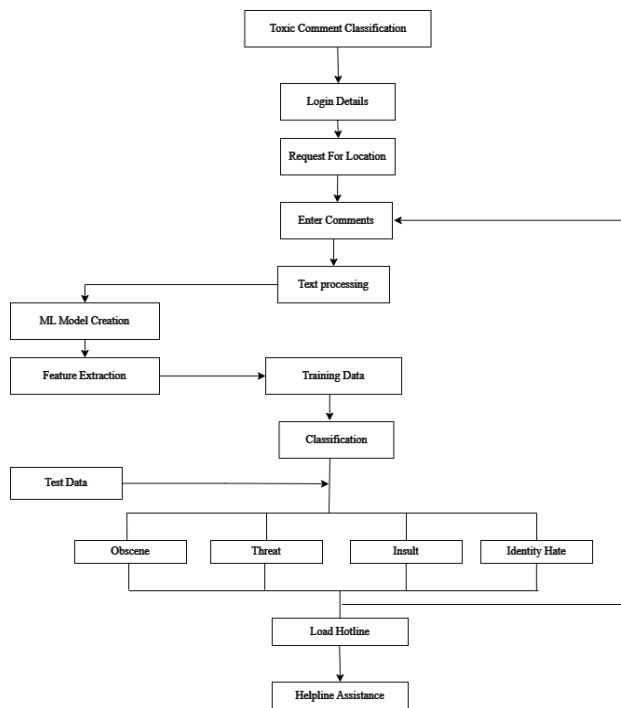 Toxic Comment Classification
Login Details
Request For Location
Enter Comments
Text processing
ML Model Creation
Feature Extraction
Training Data
Classification
Test Data
Obscene
Threat
Insult
Identity Hate
Load Hotline
Helpline Assistance